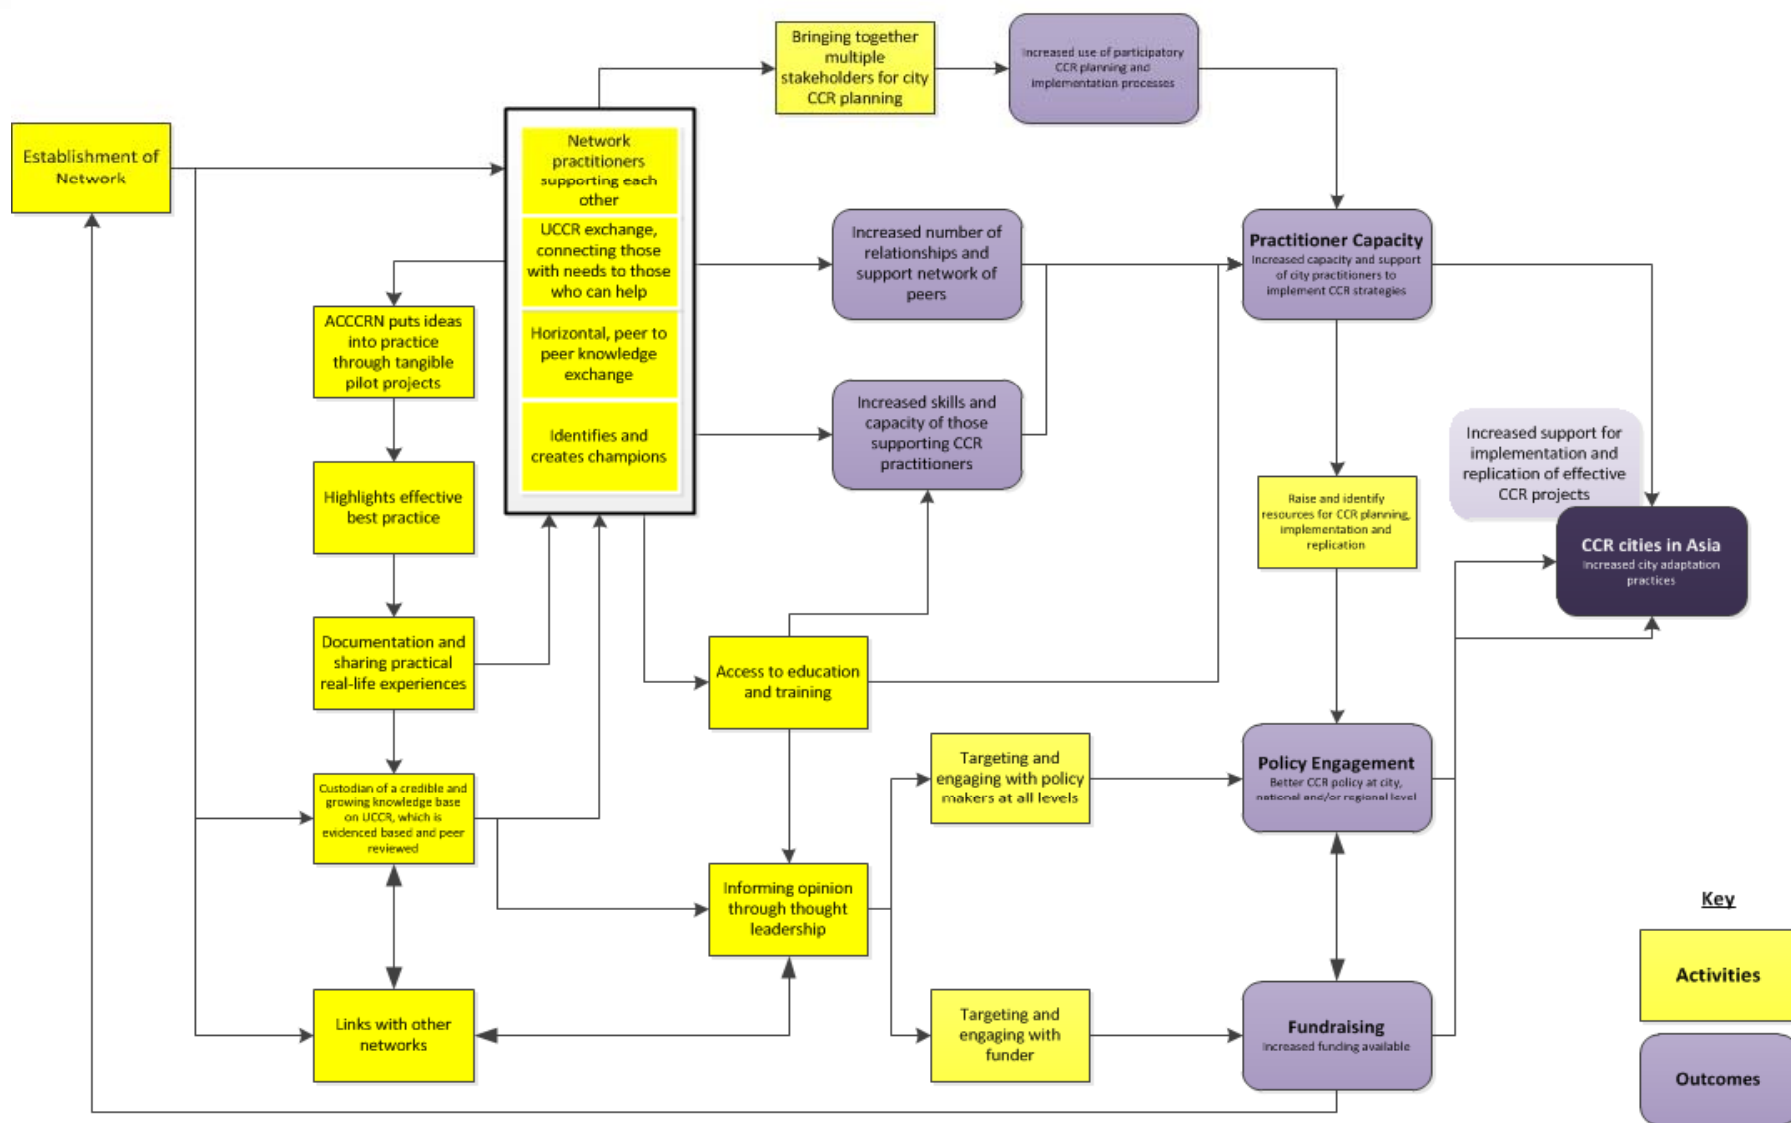 Bringing together
multiple
stakeholders for city
CCR planning
Increased use of participatory
CCR planning and
implementation processes
Establishment of
Network
Network
practitioners
supporting each
other
UCCR exchange,
connecting those
with needs to those
who can help
Horizontal, peer to
peer knowledge
exchange
Identifies and
creates champions
Increased number of
relationships and
support network of
peers
Practitioner Capacity
Increased capacity and support
of city practitioners to
implement CCR strategies
ACCCRN puts ideas
into practice
through tangible
pilot projects
Increased skills and
capacity of those
supporting CCR
practitioners
Increased support for
implementation and
replication of effective
CCR projects
Highlights effective
best practice
Raise and identify
resources for CCR planning,
implementation and
replication
CCR cities in Asia
Increased city adaptation
practices
Documentation and
sharing practical
real-life experiences
Access to education
and training
Custodian of a credible and
growing knowledge base
on UCCR, which is
evidenced based and peer
reviewed
Targeting and
engaging with policy
makers at all levels
Policy Engagement
Better CCR policy at city,
national and/or regional level
Informing opinion
through thought
leadership
Links with other
networks
Targeting and
engaging with
funder
Fundraising
Increased funding available
Key
Activities
Outcomes